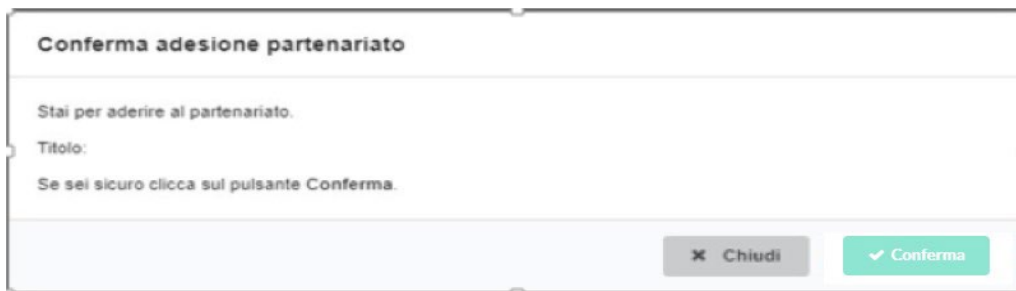 Conferma adesione partenariato
Stai per aderire al partenariato.
Titolo:
Se sei sicuro clicca sul pulsante Conferma.
✖ Chiudi ✔ Conferma